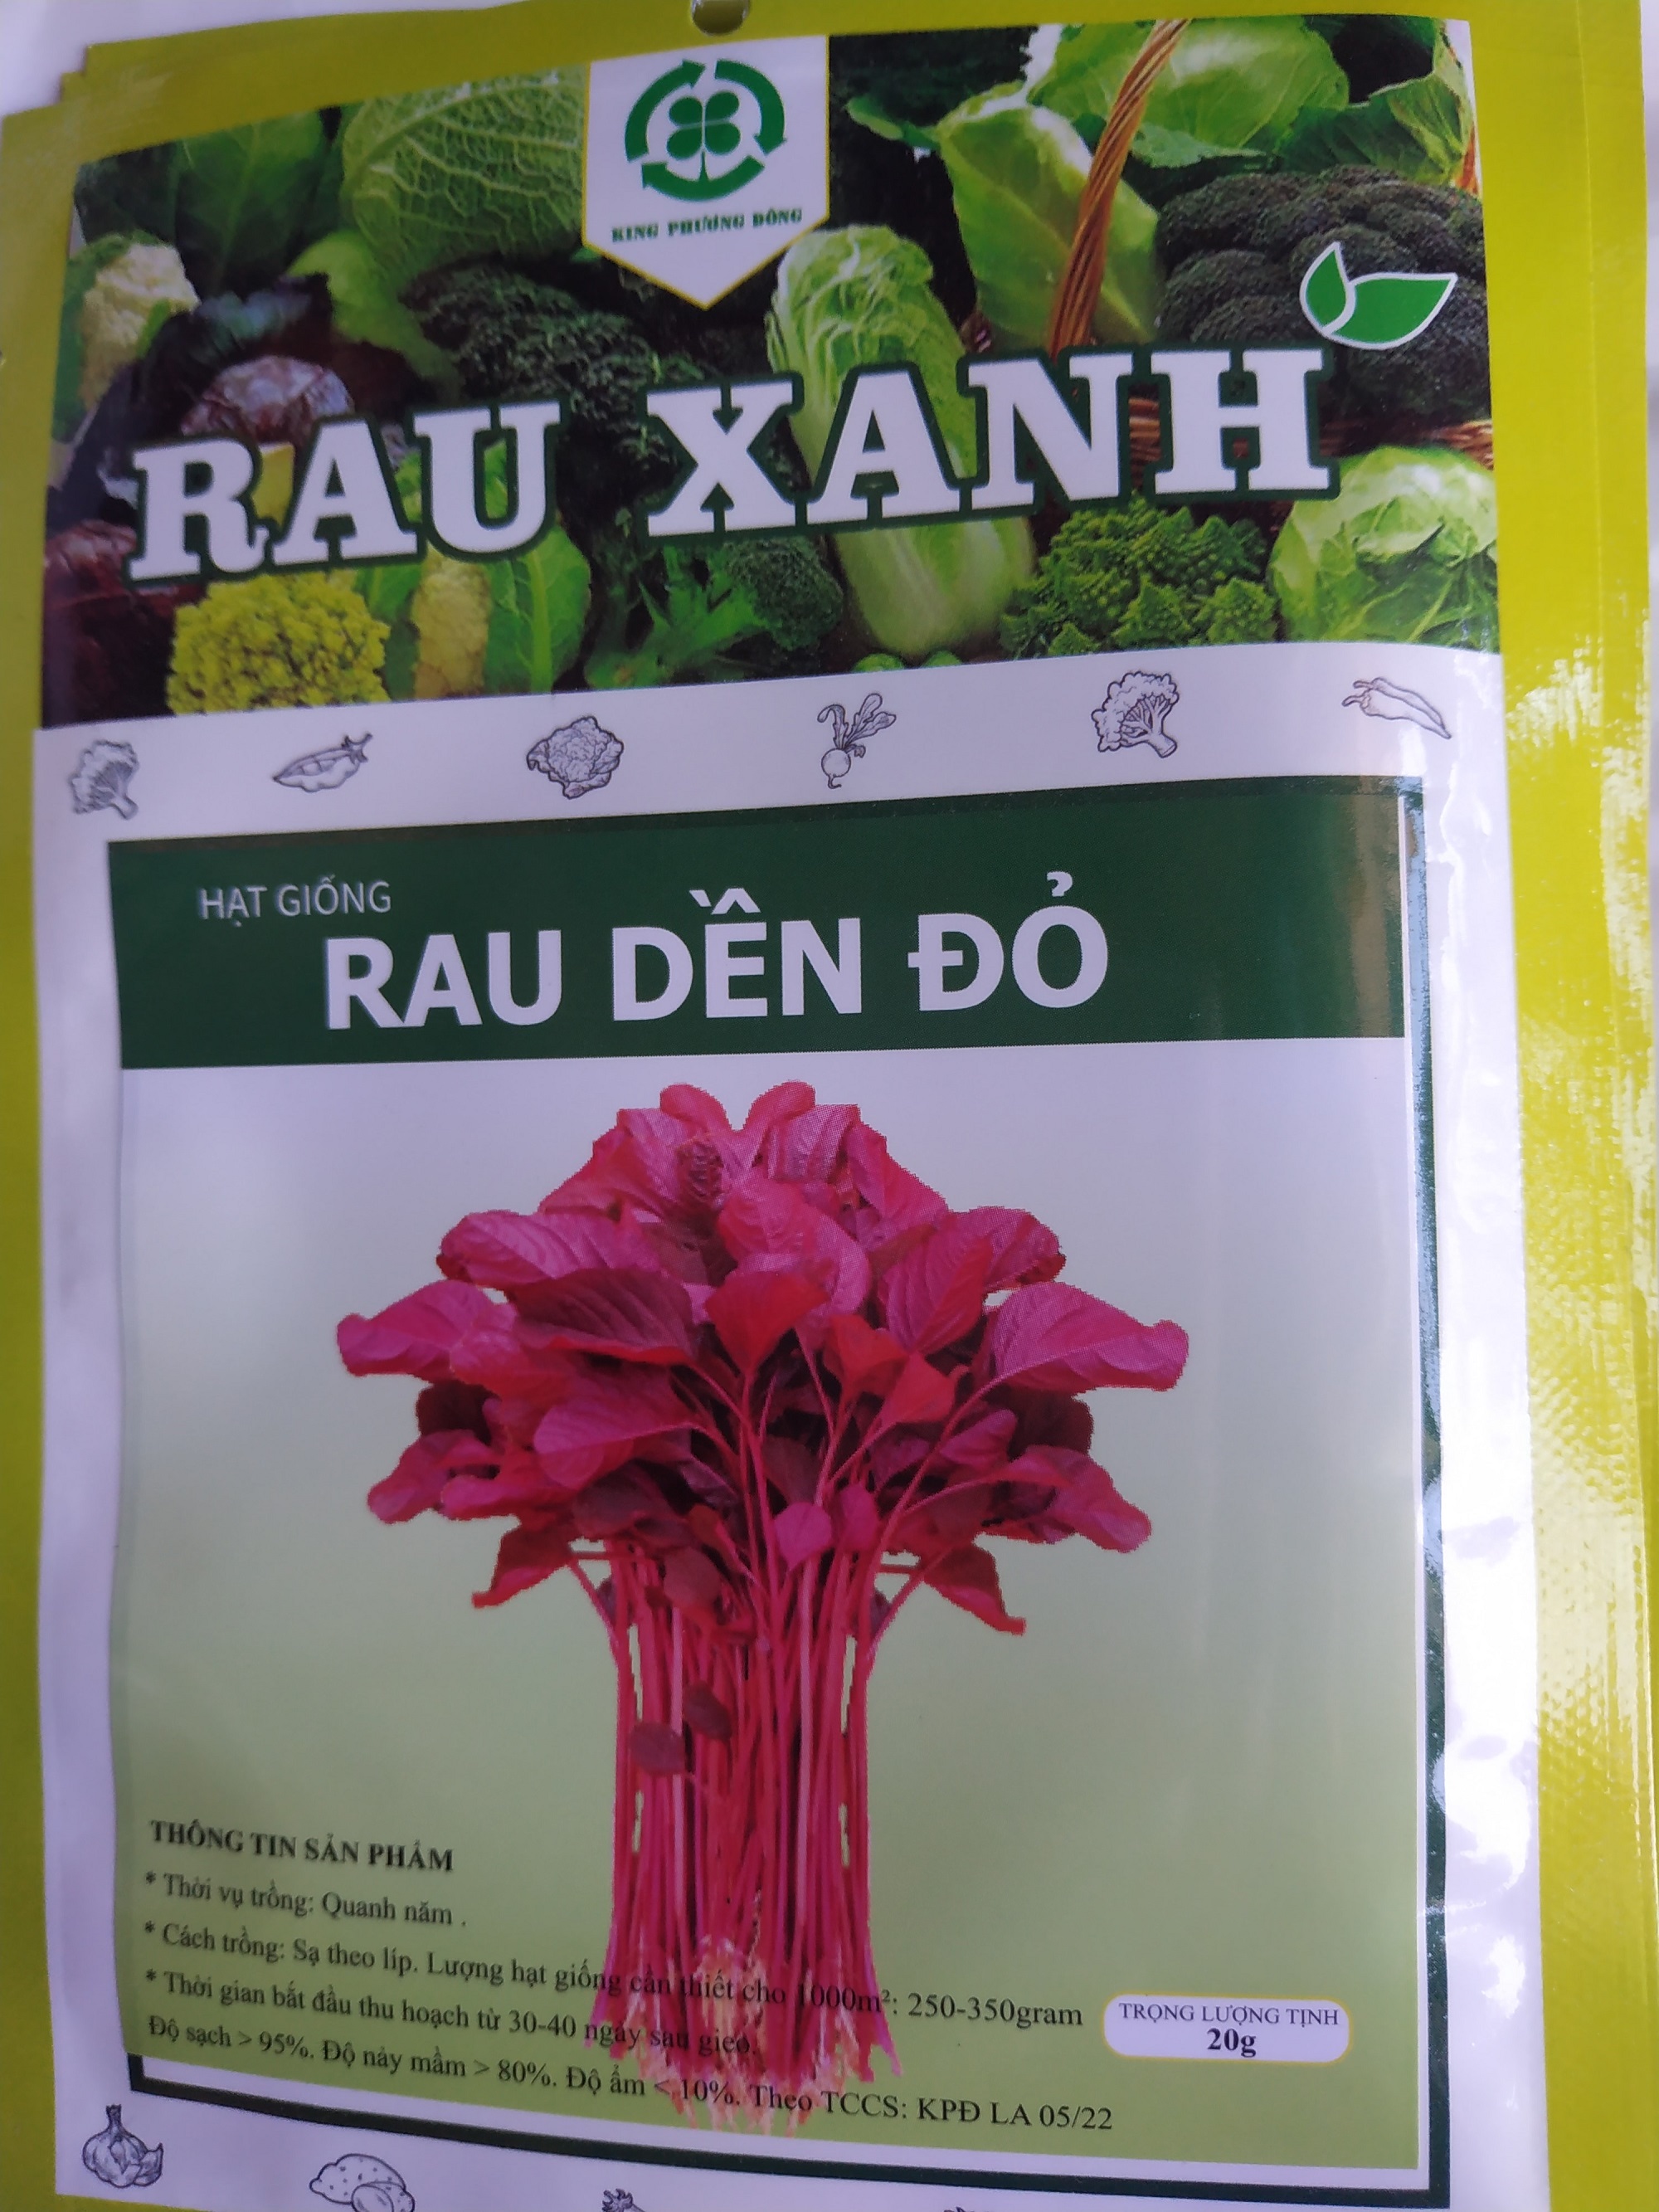 KING PHƯƠNG ĐÔNG
RAU XANH
HẠT GIỐNG
RAU DỀN ĐỎ
THÔNG TIN SẢN PHẨM
* Thời vụ trồng: Quanh năm .
* Cách trồng: Sạ theo líp. Lượng hạt giống cần thiết cho 1000m²: 250-350gram
* Thời gian bắt đầu thu hoạch từ 30-40 ngày sau gieo.
Độ sạch > 95%. Độ nảy mầm > 80%. Độ ẩm < 10%. Theo TCCS: KPĐ LA 05/22
TRỌNG LƯỢNG TỊNH
20g